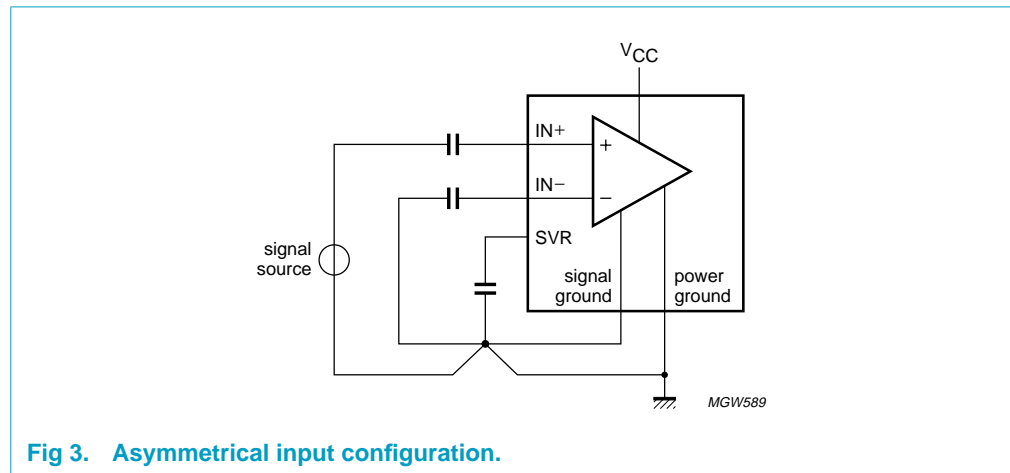 VCC
IN+
+
IN−
−
SVR
signal
source
signal
ground
power
ground
MGW589
Fig 3. Asymmetrical input configuration.